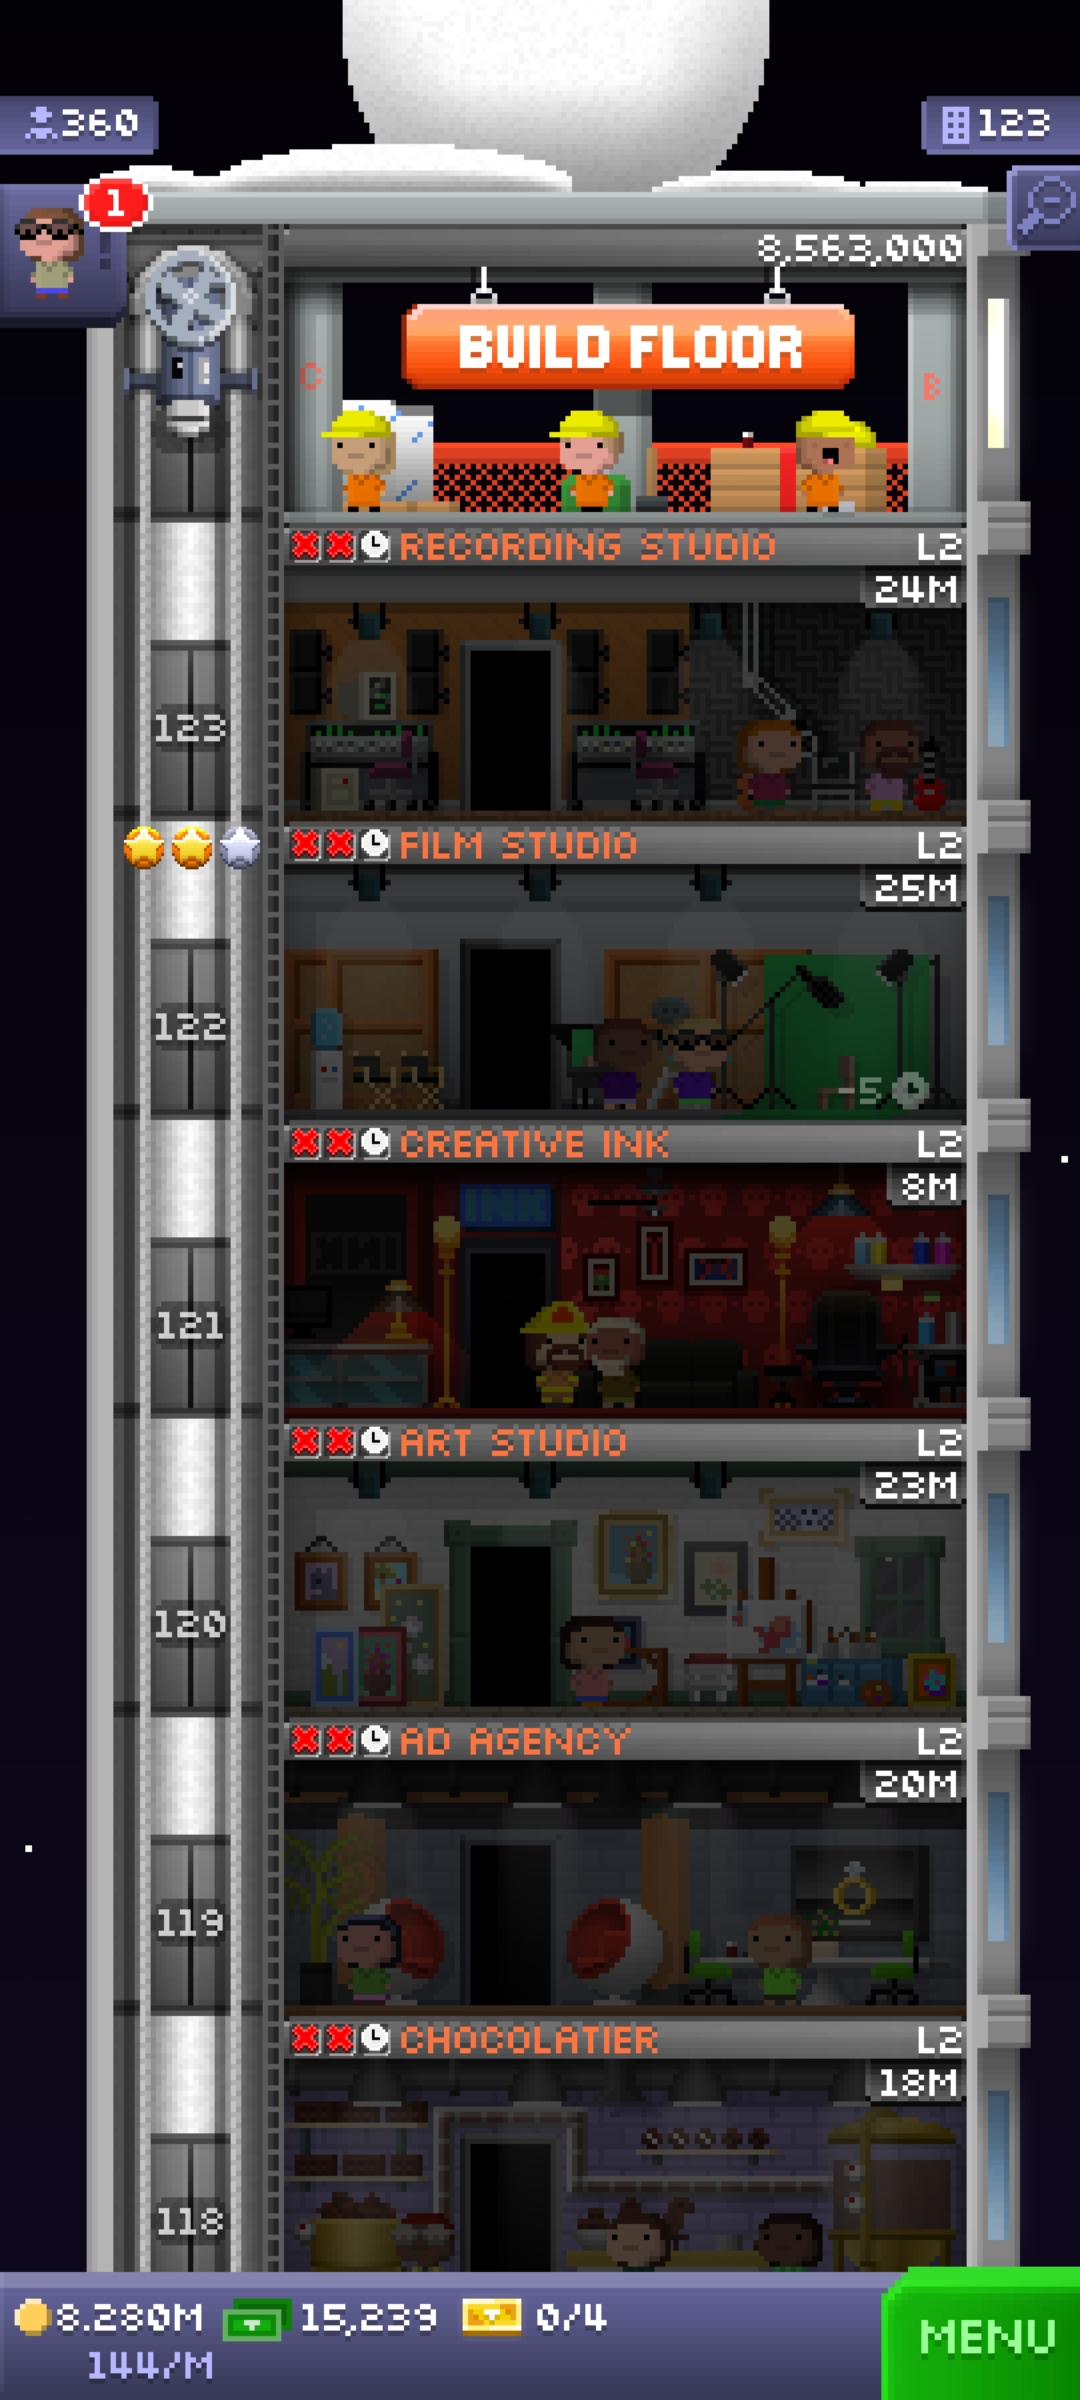 360
123
1
8,563,000
BUILD FLOOR
C
B
RECORDING STUDIO L2
24M
123
FILM STUDIO L2
25M
122
-5
CREATIVE INK L2
8M
INK
INK
121
ART STUDIO L2
23M
120
AD AGENCY L2
20M
119
CHOCOLATIER L2
18M
118
8.280M 15,239 0/4
144/M
MENU